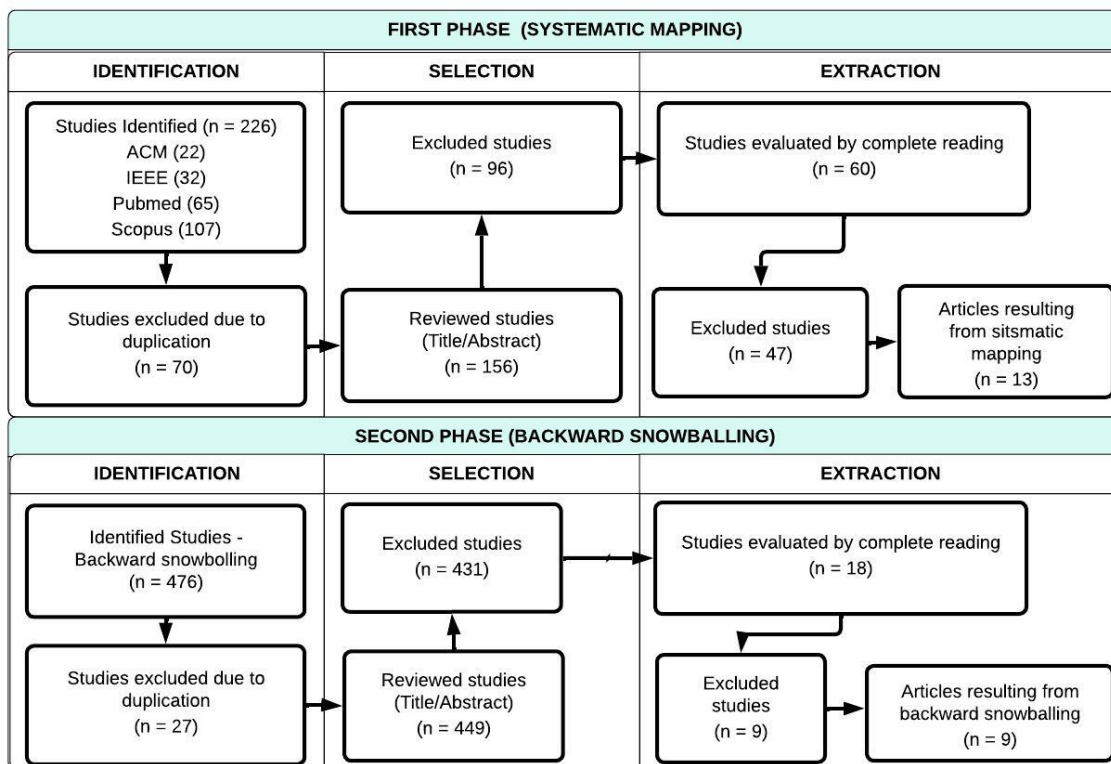 FIRST PHASE (SYSTEMATIC MAPPING)
IDENTIFICATION
SELECTION
EXTRACTION
Studies Identified (n = 226)
ACM (22)
IEEE (32)
Pubmed (65)
Scopus (107)
Studies excluded due to
duplication
(n = 70)
Excluded studies
(n = 96)
Reviewed studies
(Title/Abstract)
(n = 156)
Studies evaluated by complete reading
(n = 60)
Excluded studies
(n = 47)
Articles resulting
from sitsmatic
mapping
(n = 13)
SECOND PHASE (BACKWARD SNOWBALLING)
IDENTIFICATION
SELECTION
EXTRACTION
Identified Studies -
Backward snowbolling
(n = 476)
Studies excluded due to
duplication
(n = 27)
Excluded studies
(n = 431)
Reviewed studies
(Title/Abstract)
(n = 449)
Studies evaluated by complete reading
(n = 18)
Excluded
studies
(n = 9)
Articles resulting from
backward snowballing
(n = 9)